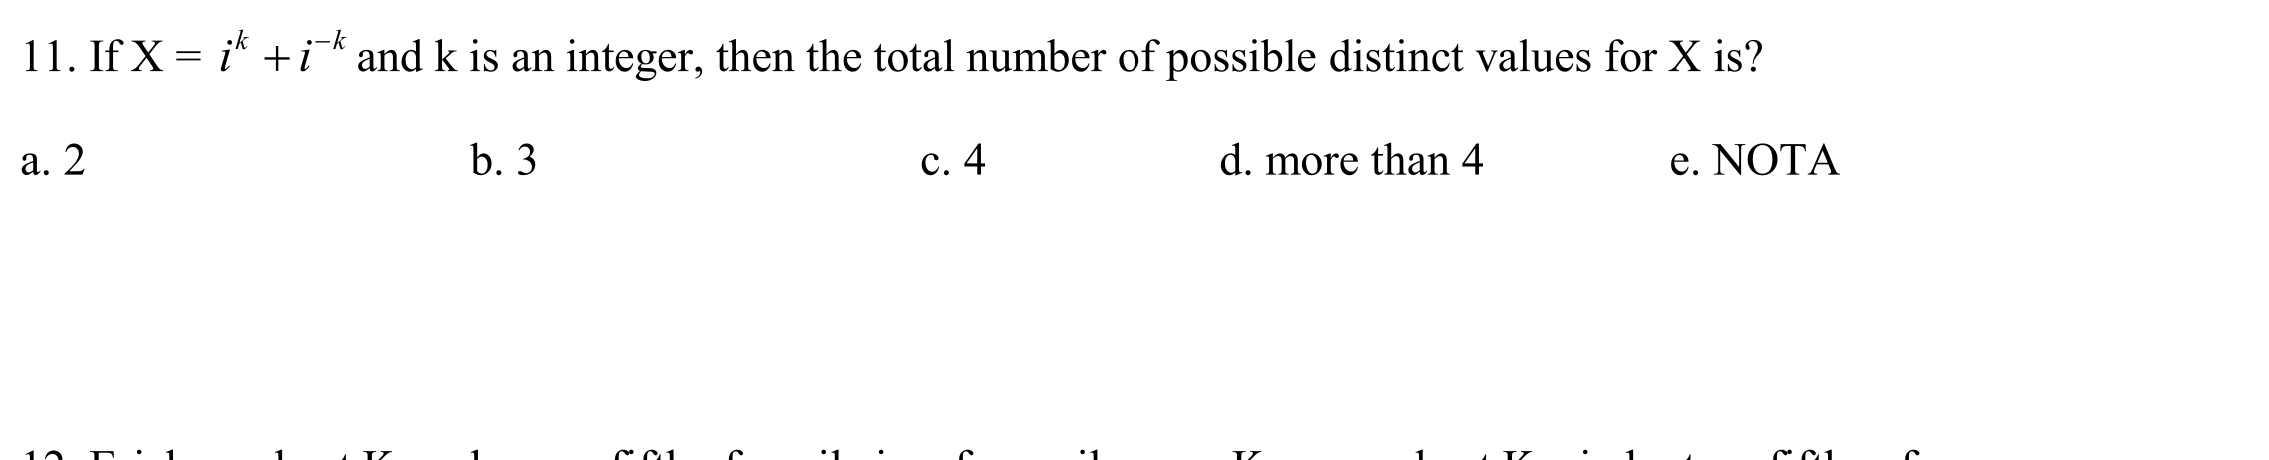 11. If X = i^k + i^{-k} and k is an integer, then the total number of possible distinct values for X is?
a. 2 b. 3 c. 4 d. more than 4 e. NOTA